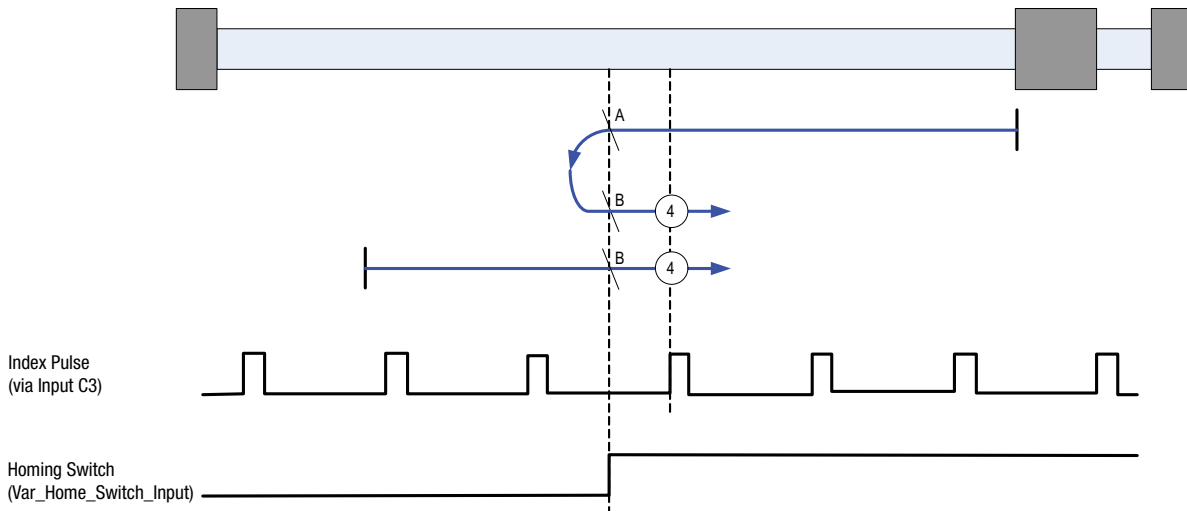 A
B
4
B
4
Index Pulse
(via Input C3)
Homing Switch
(Var_Home_Switch_Input)